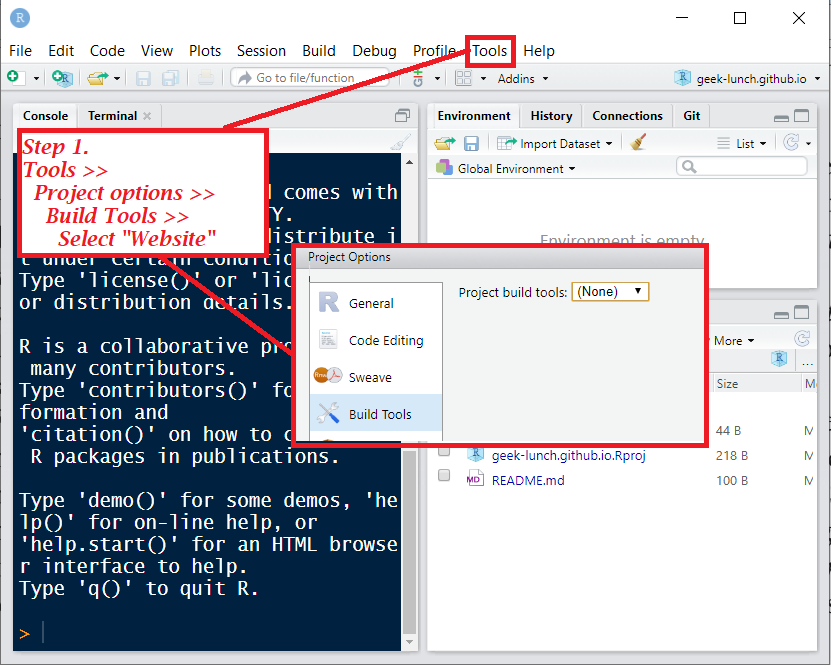 R
File Edit Code View Plots Session Build Debug Profile Tools Help
Go to file/function
Addins
geek-lunch.github.io
Console Terminal
Environment History Connections Git
Import Dataset
List
Global Environment
Environment is empty
Step 1.
Tools >>
Project options >>
Build Tools >>
Select "Website"
comes with
Y.
distribute i
t under certain conditio
Type 'license()' or 'lic
or distribution details.
R is a collaborative pro
many contributors.
Type 'contributors()' fo
formation and
'citation()' on how to c
R packages in publications.
Type 'demo()' for some demos, 'he
lp()' for on-line help, or
'help.start()' for an HTML browse
r interface to help.
Type 'q()' to quit R.
>
Project Options
General
Code Editing
Sweave
Build Tools
Project build tools: (None)
More
...
Size M
44 B M
geek-lunch.github.io.Rproj 218 B M
MD README.md 100 B M